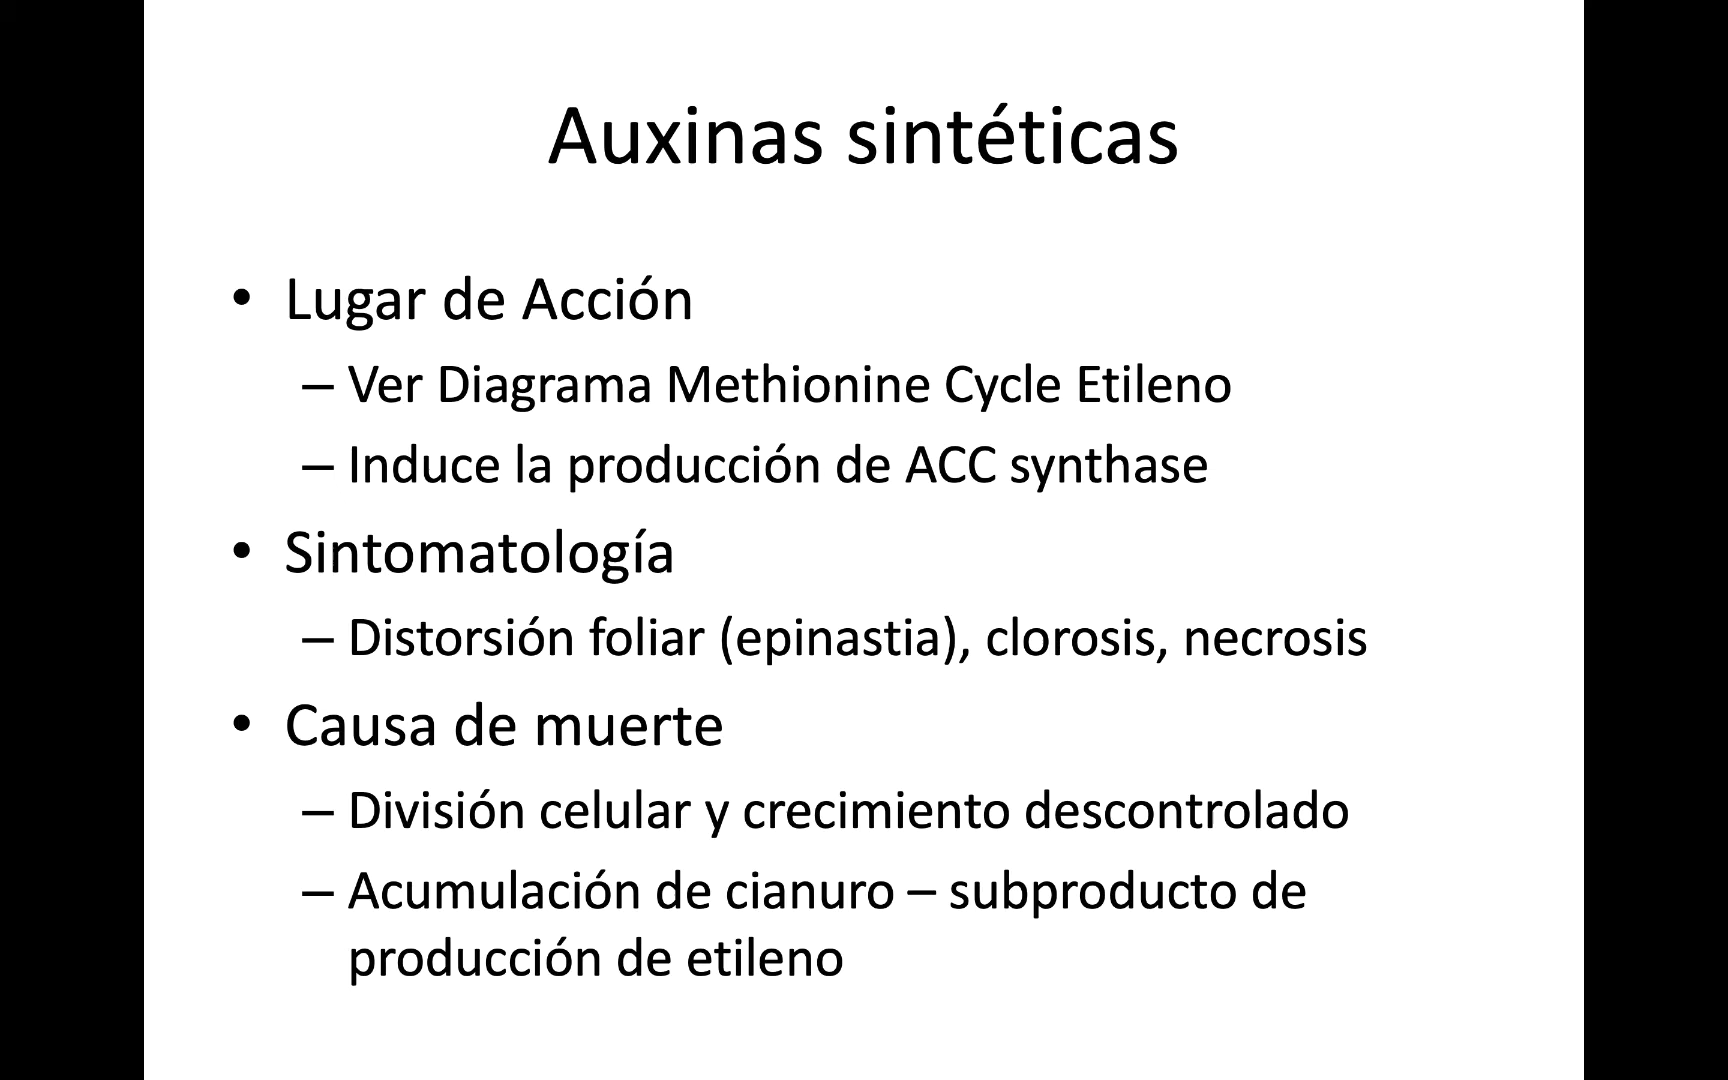 Auxinas sintéticas
• Lugar de Acción
– Ver Diagrama Methionine Cycle Etileno
– Induce la producción de ACC synthase
• Sintomatología
– Distorsión foliar (epinastia), clorosis, necrosis
• Causa de muerte
– División celular y crecimiento descontrolado
– Acumulación de cianuro – subproducto de
producción de etileno